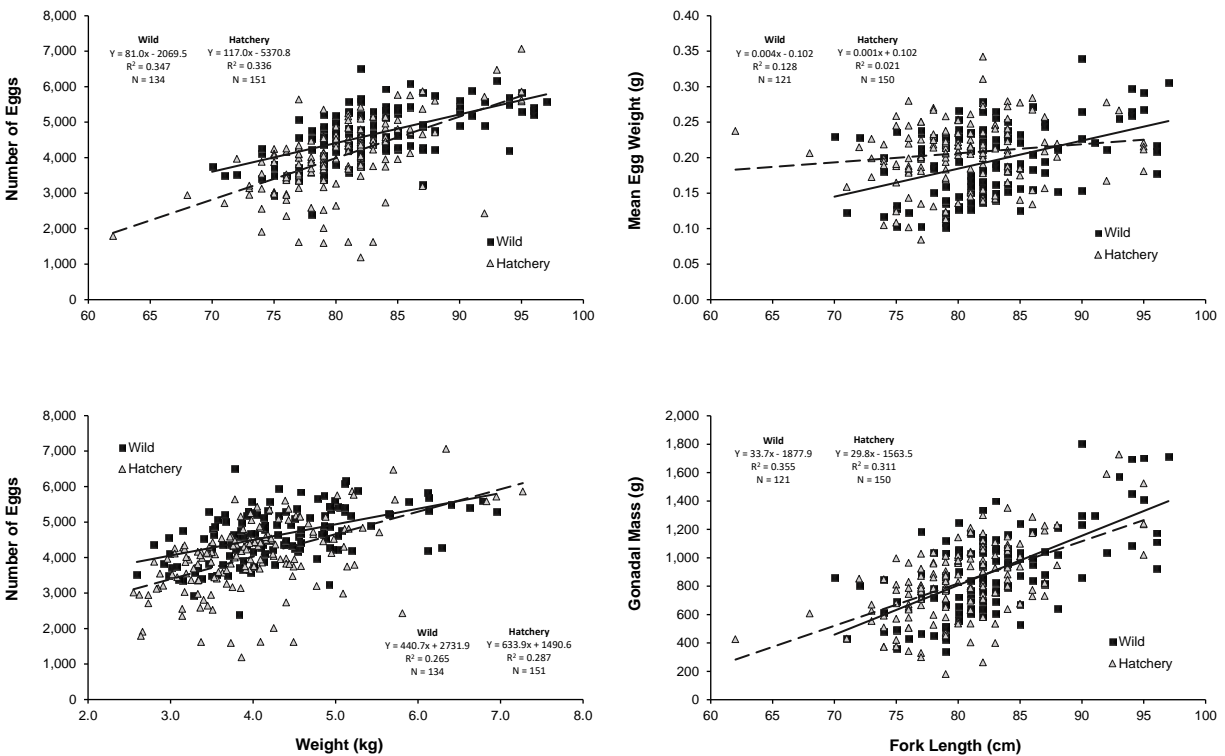 8,000
7,000
6,000
5,000
4,000
3,000
2,000
1,000
0
Number of Eggs
60 65 70 75 80 85 90 95 100
Wild Hatchery
Y = 81.0x - 2069.5 Y = 117.0x - 5370.8
R² = 0.347 R² = 0.336
N = 134 N = 151
Wild
Hatchery
0.40
0.35
0.30
0.25
0.20
0.15
0.10
0.05
0.00
Mean Egg Weight (g)
60 65 70 75 80 85 90 95 100
Wild Hatchery
Y = 0.004x - 0.102 Y = 0.001x + 0.102
R² = 0.128 R² = 0.021
N = 121 N = 150
Wild
Hatchery
8,000
7,000
6,000
5,000
4,000
3,000
2,000
1,000
0
Number of Eggs
2.0 3.0 4.0 5.0 6.0 7.0 8.0
Weight (kg)
Wild
Hatchery
Wild Hatchery
Y = 440.7x + 2731.9 Y = 633.9x + 1490.6
R² = 0.265 R² = 0.287
N = 134 N = 151
2,000
1,800
1,600
1,400
1,200
1,000
800
600
400
200
0
Gonadal Mass (g)
60 65 70 75 80 85 90 95 100
Fork Length (cm)
Wild Hatchery
Y = 33.7x - 1877.9 Y = 29.8x - 1563.5
R² = 0.355 R² = 0.311
N = 121 N = 150
Wild
Hatchery